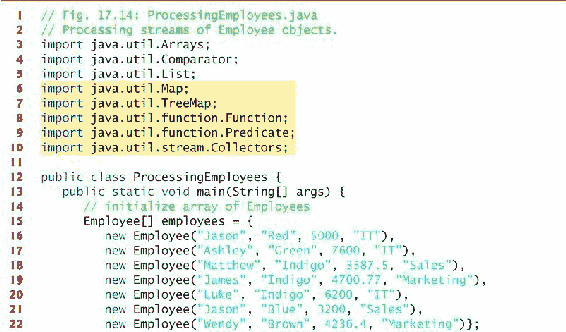 1 // Fig. 17.14: ProcessingEmployees.java
2 // Processing streams of Employee objects.
3 import java.util.Arrays;
4 import java.util.Comparator;
5 import java.util.List;
6 import java.util.Map;
7 import java.util.TreeMap;
8 import java.util.function.Function;
9 import java.util.function.Predicate;
10 import java.util.stream.Collectors;
11
12 public class ProcessingEmployees {
13 public static void main(String[] args) {
14 // initialize array of Employees
15 Employee[] employees = {
16 new Employee("Jason", "Red", 5000, "IT"),
17 new Employee("Ashley", "Green", 7600, "IT"),
18 new Employee("Matthew", "Indigo", 3587.5, "Sales"),
19 new Employee("James", "Indigo", 4700.77, "Marketing"),
20 new Employee("Luke", "Indigo", 6200, "IT"),
21 new Employee("Jason", "Blue", 3200, "Sales"),
22 new Employee("Wendy", "Brown", 4236.4, "Marketing")};